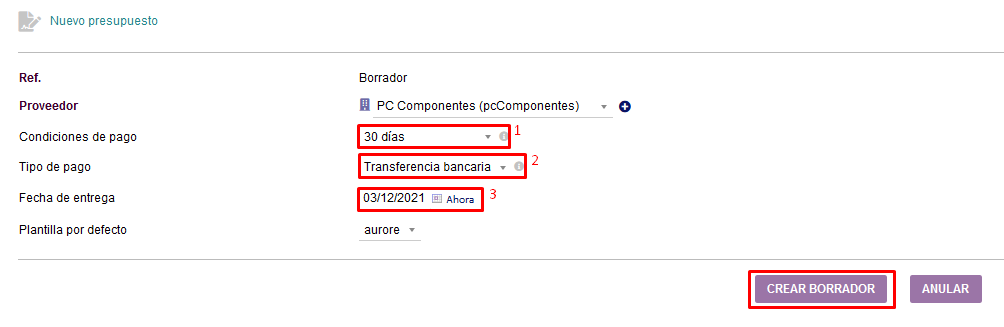 Nuevo presupuesto
Ref. Borrador
Proveedor PC Componentes (pcComponentes)
Condiciones de pago 30 días 1
Tipo de pago Transferencia bancaria 2
Fecha de entrega 03/12/2021 Ahora 3
Plantilla por defecto aurore
CREAR BORRADOR ANULAR